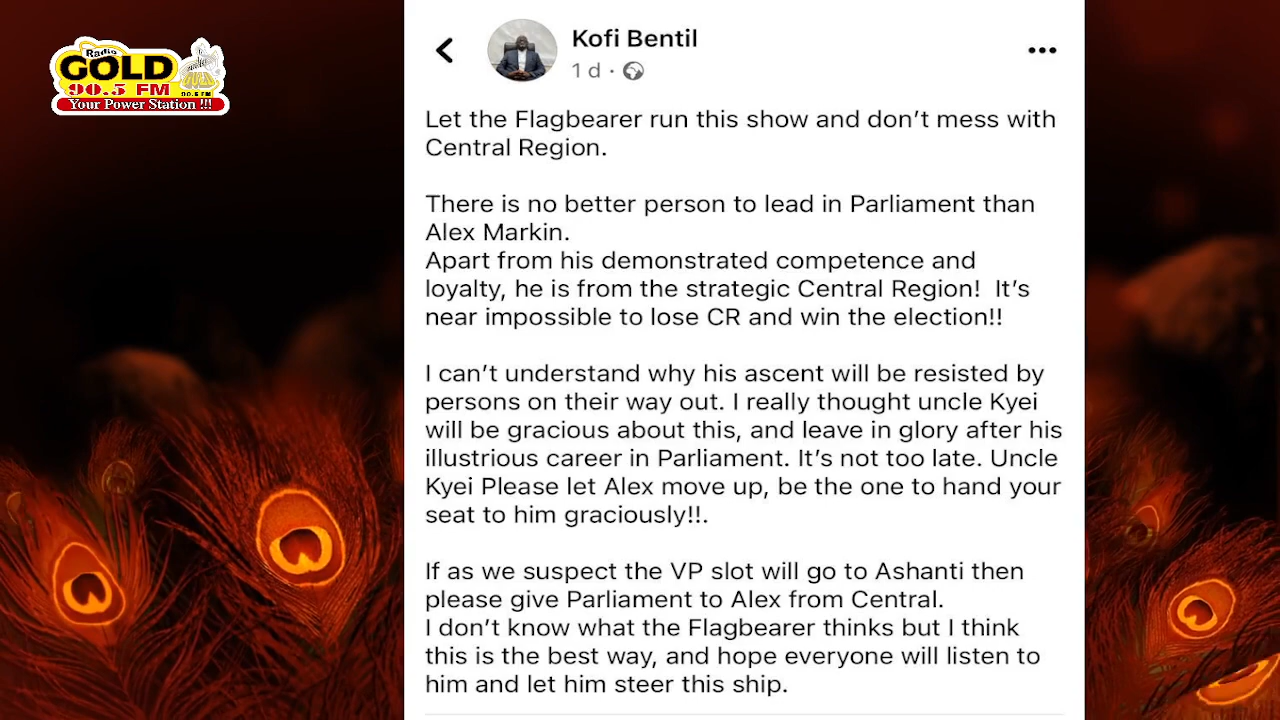 Radio
GOLD
90.5 FM
90.5 FM
Your Power Station !!!
Kofi Bentil
1 d ·
Let the Flagbearer run this show and don’t mess with
Central Region.
There is no better person to lead in Parliament than
Alex Markin.
Apart from his demonstrated competence and
loyalty, he is from the strategic Central Region!  It’s
near impossible to lose CR and win the election!!
I can’t understand why his ascent will be resisted by
persons on their way out. I really thought uncle Kyei
will be gracious about this, and leave in glory after his
illustrious career in Parliament. It’s not too late. Uncle
Kyei Please let Alex move up, be the one to hand your
seat to him graciously!!.
If as we suspect the VP slot will go to Ashanti then
please give Parliament to Alex from Central.
I don’t know what the Flagbearer thinks but I think
this is the best way, and hope everyone will listen to
him and let him steer this ship.